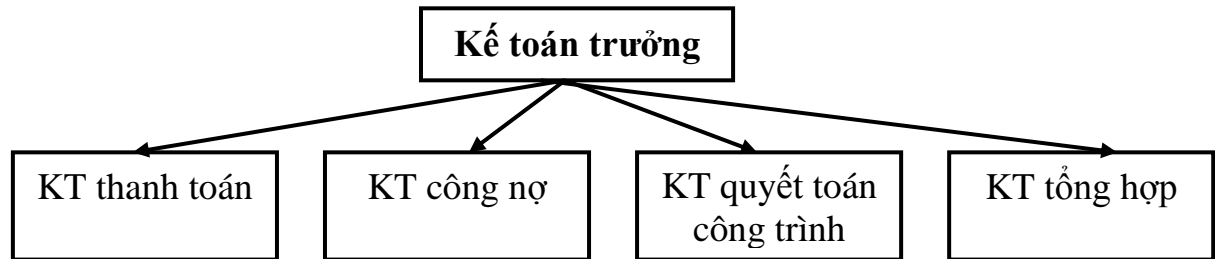 Kế toán trưởng
KT thanh toán
KT công nợ
KT quyết toán
công trình
KT tổng hợp